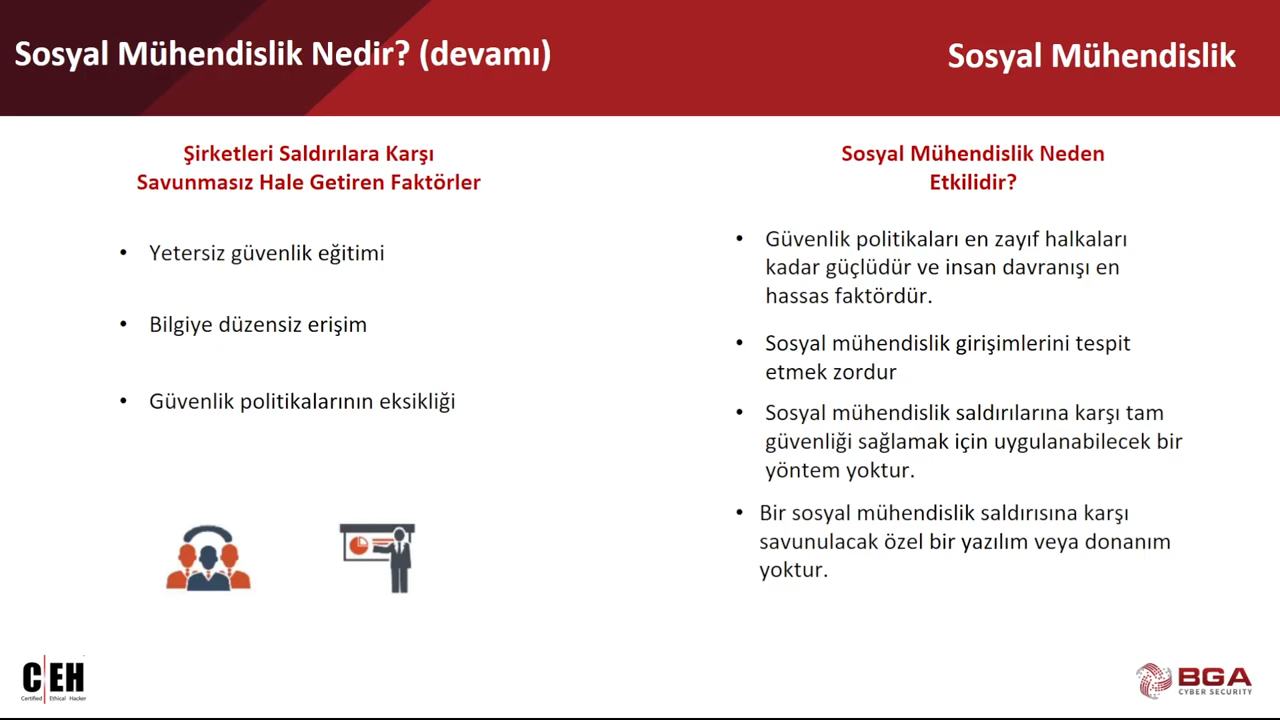 Sosyal Mühendislik Nedir? (devamı)
Sosyal Mühendislik
Şirketleri Saldırılara Karşı
Savunmasız Hale Getiren Faktörler
• Yetersiz güvenlik eğitimi
• Bilgiye düzensiz erişim
• Güvenlik politikalarının eksikliği
Sosyal Mühendislik Neden
Etkilidir?
• Güvenlik politikaları en zayıf halkaları
kadar güçlüdür ve insan davranışı en
hassas faktördür.
• Sosyal mühendislik girişimlerini tespit
etmek zordur
• Sosyal mühendislik saldırılarına karşı tam
güvenliği sağlamak için uygulanabilecek bir
yöntem yoktur.
• Bir sosyal mühendislik saldırısına karşı
savunulacak özel bir yazılım veya donanım
yoktur.
C|EH
Certified Ethical Hacker
BGA
CYBER SECURITY